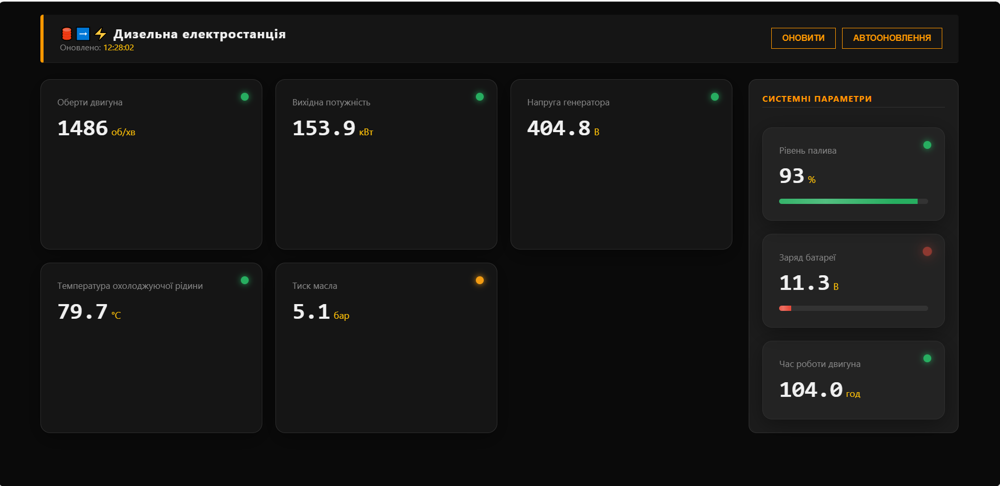 Дизельна електростанція
Оновлено: 12:28:02
ОНОВИТИ
АВТООНОВЛЕННЯ
Оберти двигуна
1486 об/хв
Вихідна потужність
153.9 кВт
Напруга генератора
404.8 В
Температура охолоджуючої рідини
79.7 °C
Тиск масла
5.1 бар
СИСТЕМНІ ПАРАМЕТРИ
Рівень палива
93 %
Заряд батареї
11.3 В
Час роботи двигуна
104.0 год